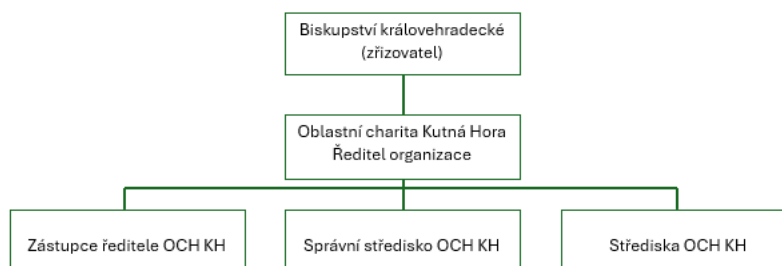 Biskupství královehradecké
(zřizovatel)
Oblastní charita Kutná Hora
Ředitel organizace
Zástupce ředitele OCH KH
Správní středisko OCH KH
Střediska OCH KH